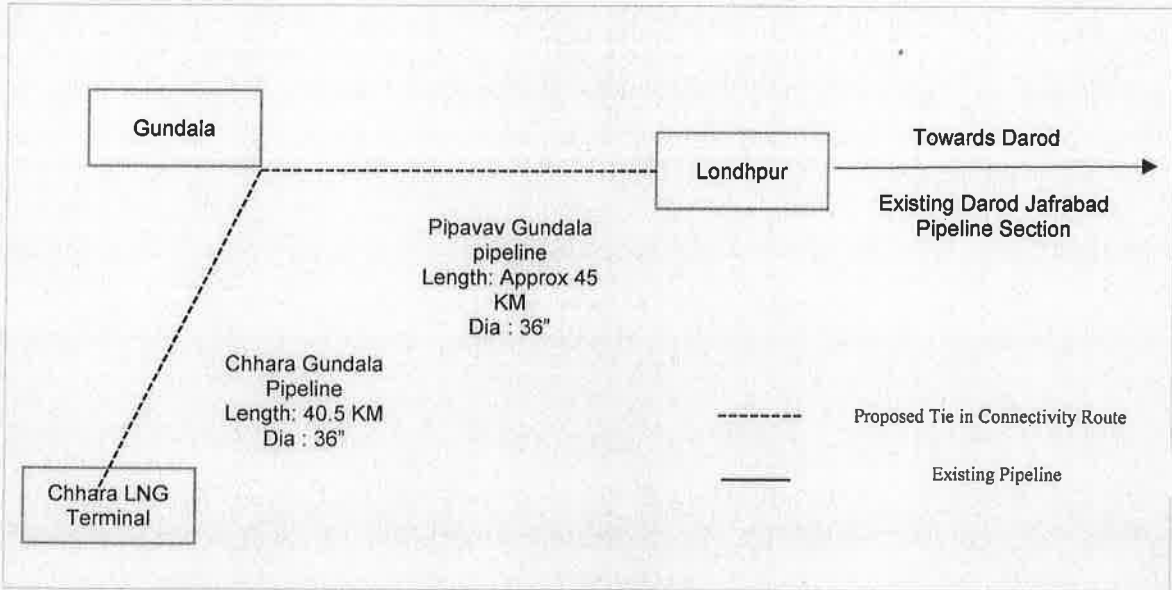 Gundala
Londhpur
Towards Darod
Existing Darod Jafrabad
Pipeline Section
Pipavav Gundala
pipeline
Length: Approx 45
KM
Dia : 36"
Chhara Gundala
Pipeline
Length: 40.5 KM
Dia : 36"
Proposed Tie in Connectivity Route
Existing Pipeline
Chhara LNG
Terminal